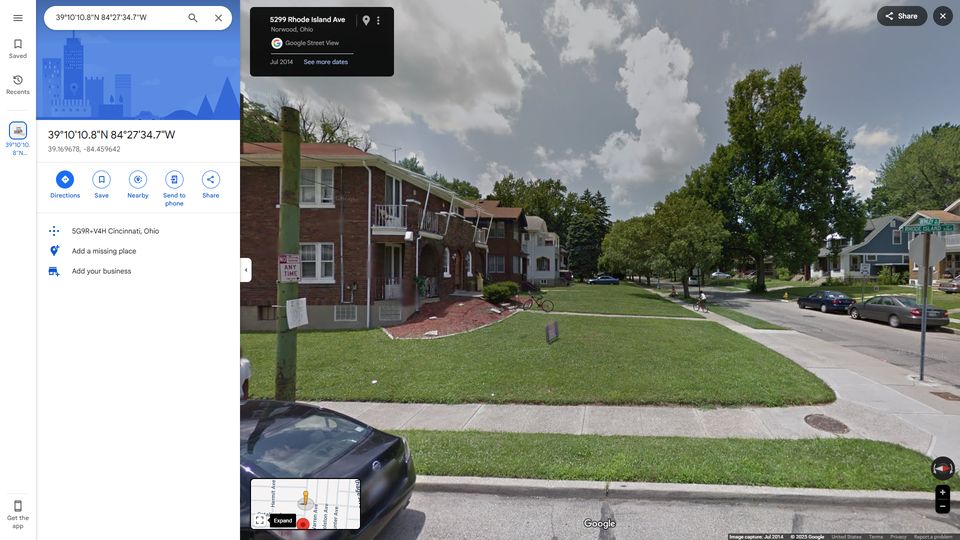 39°10'10.8"N 84°27'34.7"W
Saved
Recents
39°10'10.
8"N...
Get the
app
39°10'10.8"N 84°27'34.7"W
39.169678, -84.459642
Directions
Save
Nearby
Send to
phone
Share
5G9R+V4H Cincinnati, Ohio
Add a missing place
Add your business
5299 Rhode Island Ave
Norwood, Ohio
Google Street View
Jul 2014 See more dates
Share
RHODE ISLAND
NO
ANY
TIME
Expand
Google
Image capture: Jul 2014 © 2025 Google United States Terms Privacy Report a problem